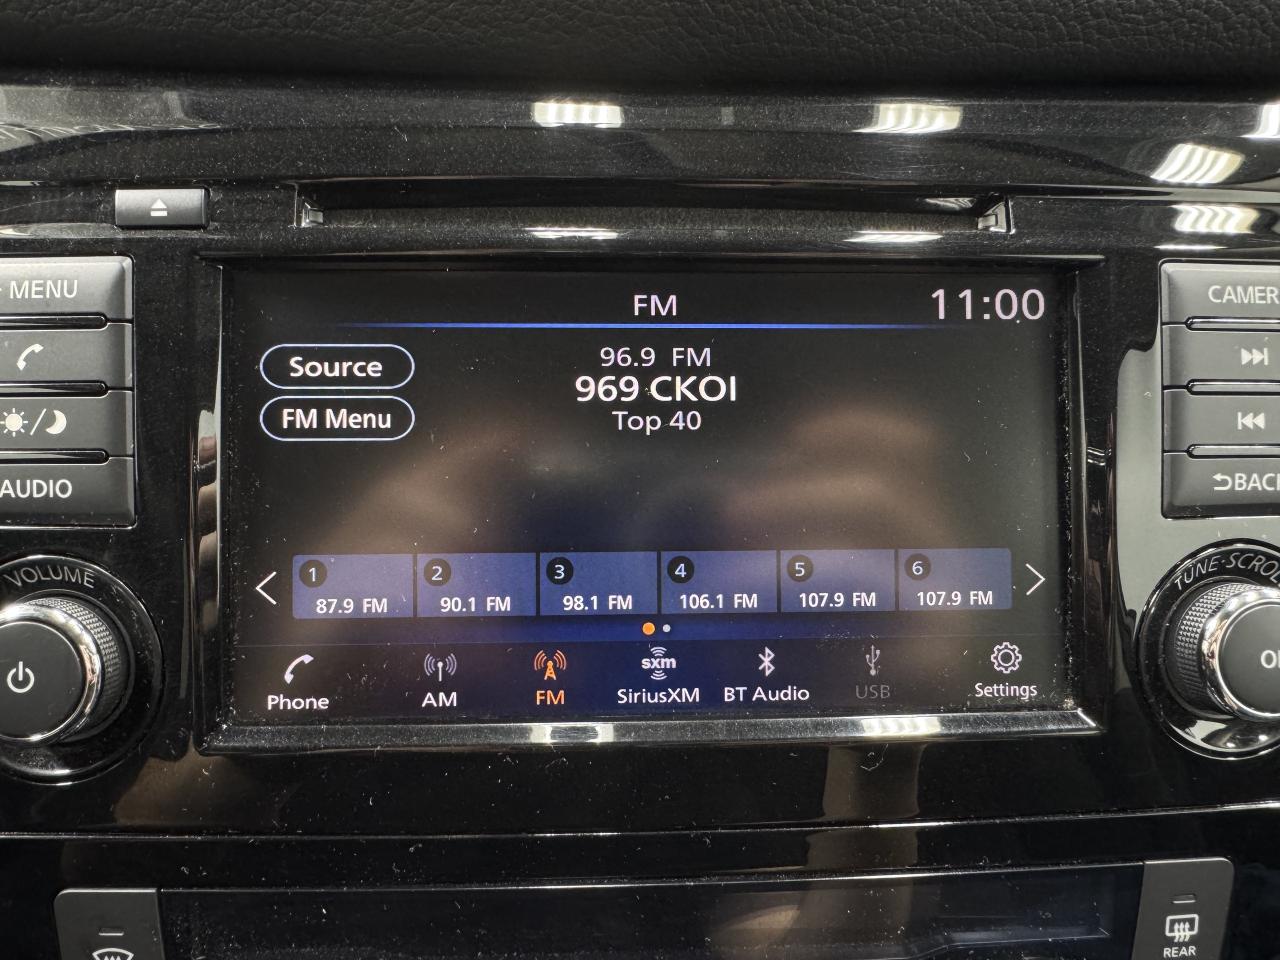 MENU
AUDIO
VOLUME
FM
11:00
Source
FM Menu
96.9 FM
969 CKOI
Top 40
1
87.9 FM
2
90.1 FM
3
98.1 FM
4
106.1 FM
5
107.9 FM
6
107.9 FM
Phone
AM
FM
sxm
SiriusXM
BT Audio
USB
Settings
CAMER
BACK
TUNE·SCROLL
REAR